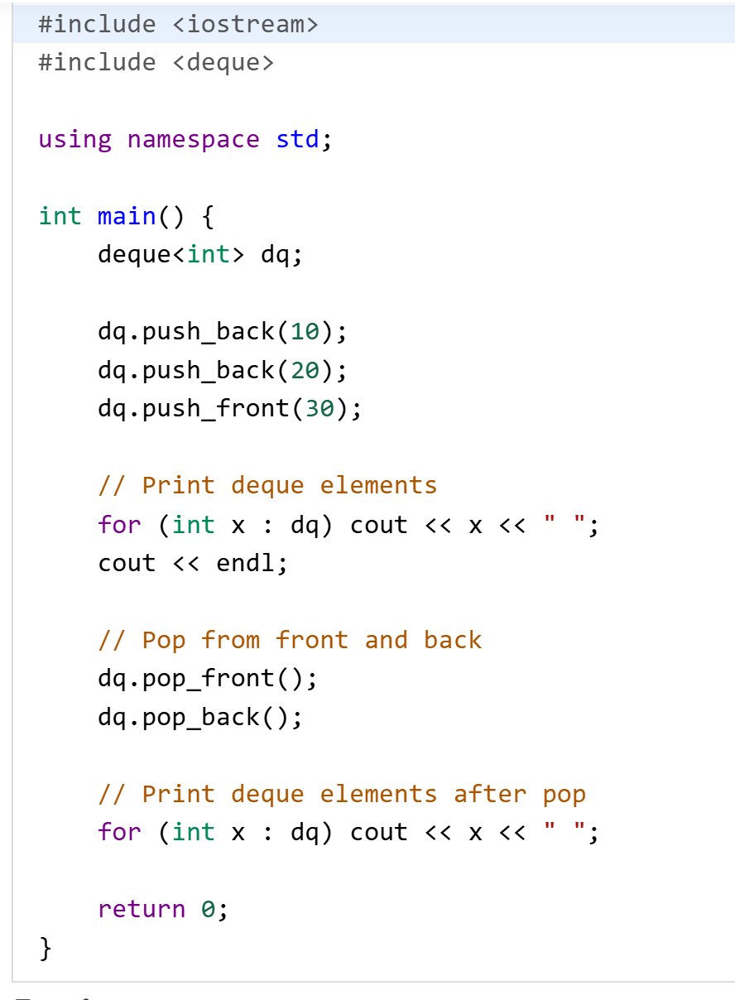 #include <iostream>
#include <deque>
using namespace std;
int main() {
    deque<int> dq;
    dq.push_back(10);
    dq.push_back(20);
    dq.push_front(30);
    // Print deque elements
    for (int x : dq) cout << x << " ";
    cout << endl;
    // Pop from front and back
    dq.pop_front();
    dq.pop_back();
    // Print deque elements after pop
    for (int x : dq) cout << x << " ";
    return 0;
}